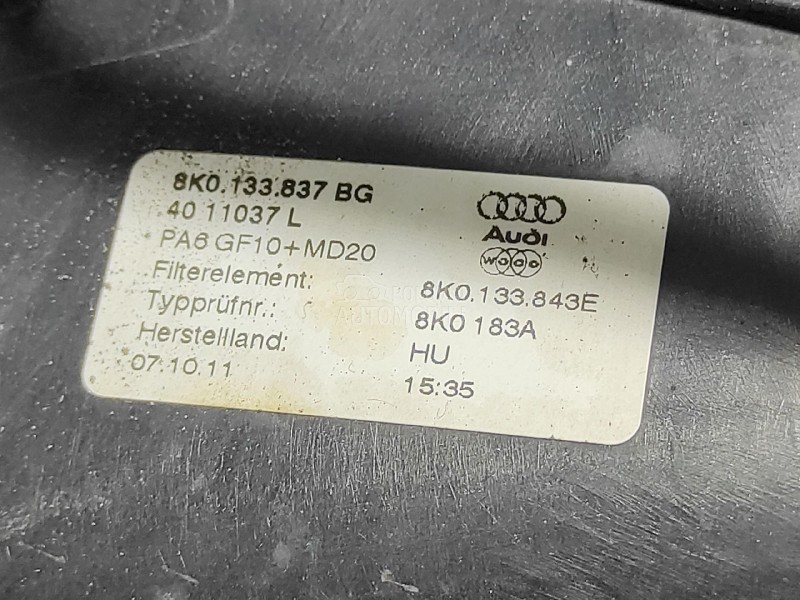 8K0.133.837 BG
40 11037 L
PA6 GF10+MD20
Audi
Filterelement: 8K0.133.843E
Typprüfnr.: 8K0 183A
Herstellland: HU
07.10.11 15:35